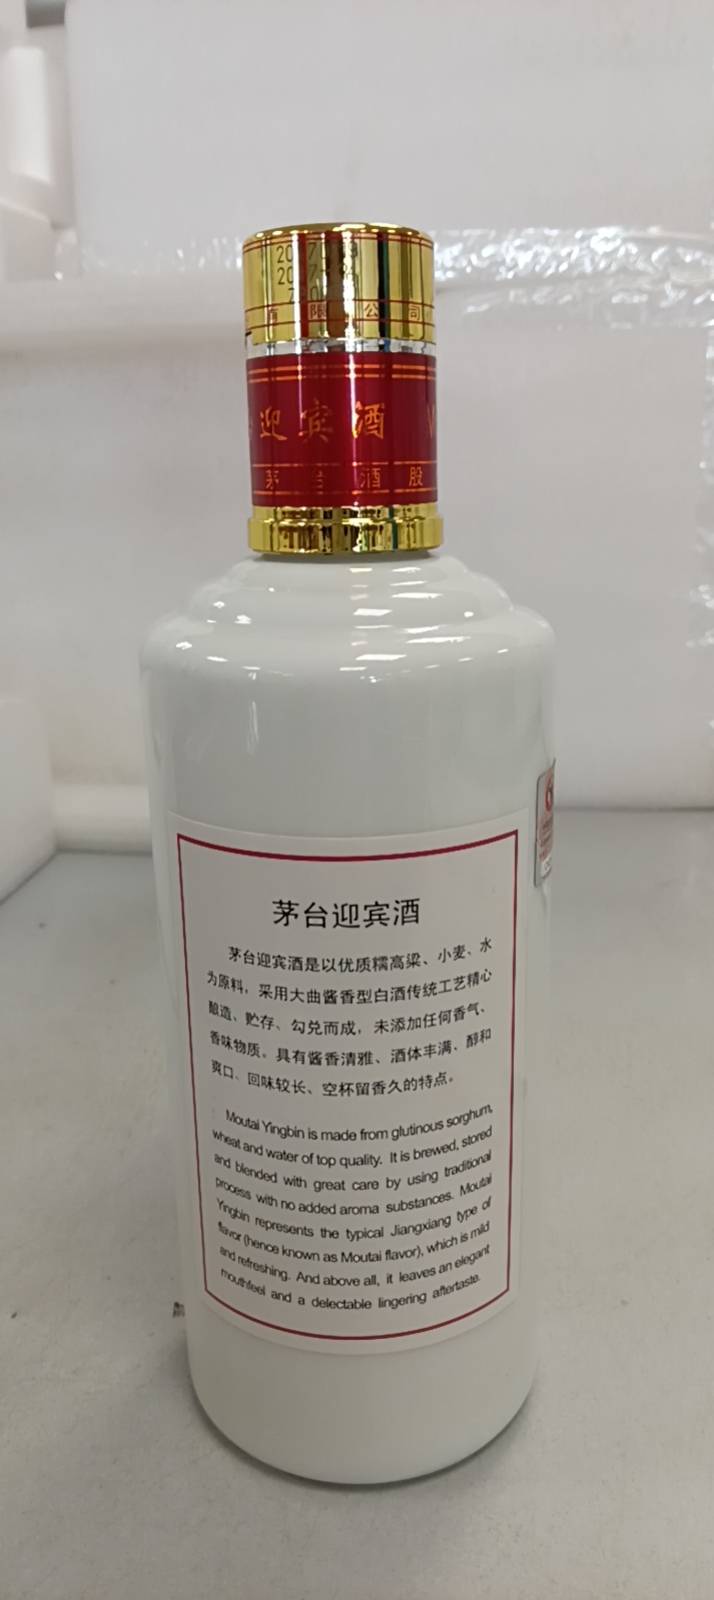 有限公司
迎宾酒
茅台酒股
茅台迎宾酒
茅台迎宾酒是以优质糯高粱、小麦、水
为原料，采用大曲酱香型白酒传统工艺精心
酿造、贮存、勾兑而成，未添加任何香气、
香味物质。具有酱香清雅、酒体丰满、醇和
爽口、回味较长、空杯留香久的特点。
Moutai Yingbin is made from glutinous sorghum,
wheat and water of top quality. It is brewed, stored
and blended with great care by using traditional
process with no added aroma substances. Moutai
Yingbin represents the typical Jiangxiang type of
flavor (hence known as Moutai flavor), which is mild
and refreshing. And above all, it leaves an elegant
mouthfeel and a delectable lingering aftertaste.